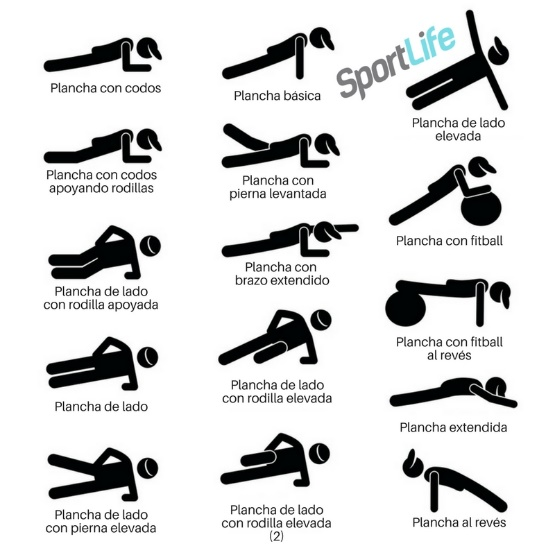 SportLife
Plancha con codos
Plancha básica
Plancha de lado
elevada
Plancha con codos
apoyando rodillas
Plancha con
pierna levantada
Plancha con fitball
Plancha de lado
con rodilla apoyada
Plancha con
brazo extendido
Plancha con fitball
al revés
Plancha de lado
Plancha de lado
con rodilla elevada
Plancha extendida
Plancha de lado
con pierna elevada
Plancha de lado
con rodilla elevada
(2)
Plancha al revés